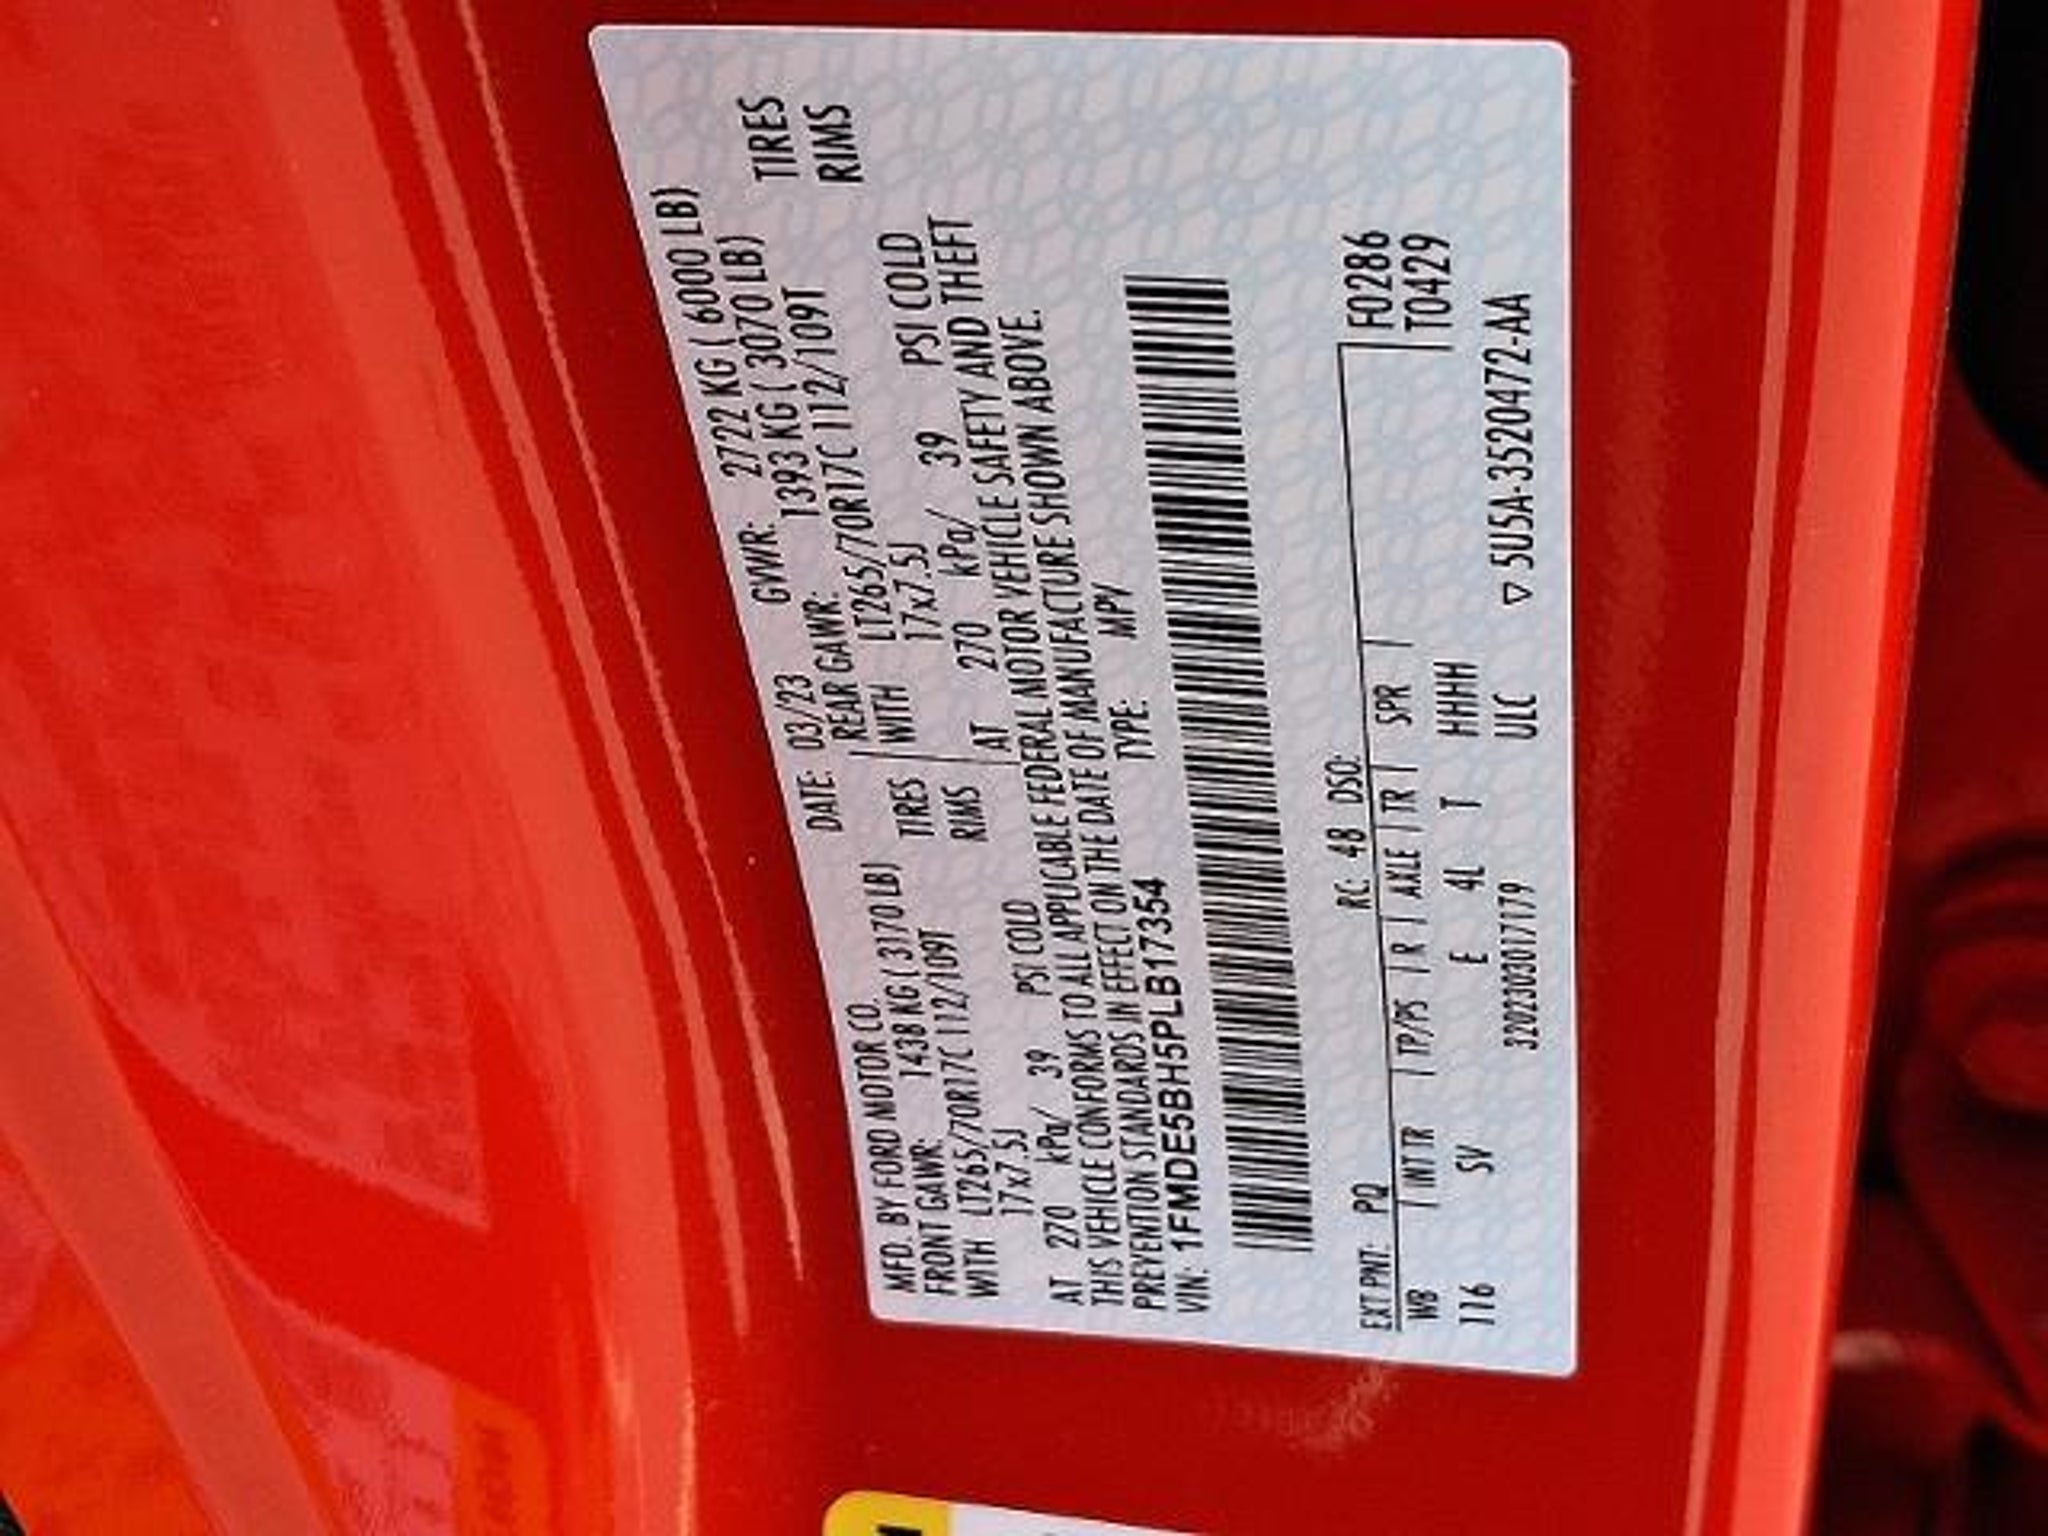 MFD. BY FORD MOTOR CO. DATE: 03/23 GVWR: 2722 KG ( 6000 LB)
FRONT GAWR: 1438 KG ( 3170 LB) REAR GAWR: 1393 KG ( 3070 LB)
WITH LT265/70R17C 112/109T TIRES WITH LT265/70R17C 112/109T TIRES
17x7.5J RIMS 17x7.5J RIMS
AT 270 kPa/ 39 PSI COLD AT 270 kPa/ 39 PSI COLD
THIS VEHICLE CONFORMS TO ALL APPLICABLE FEDERAL MOTOR VEHICLE SAFETY AND THEFT
PREVENTION STANDARDS IN EFFECT ON THE DATE OF MANUFACTURE SHOWN ABOVE.
VIN: 1FMDE5BH5PLB17354 TYPE: MPV
EXT PNT: PQ RC: 48 DSO: F0286
WB | INT TR | TP/PS | R | AXLE | TR | SPR | T0429
116 SV E 4L T HHHH
3202303017179 ULC ▽ 5U5A-3520472-AA